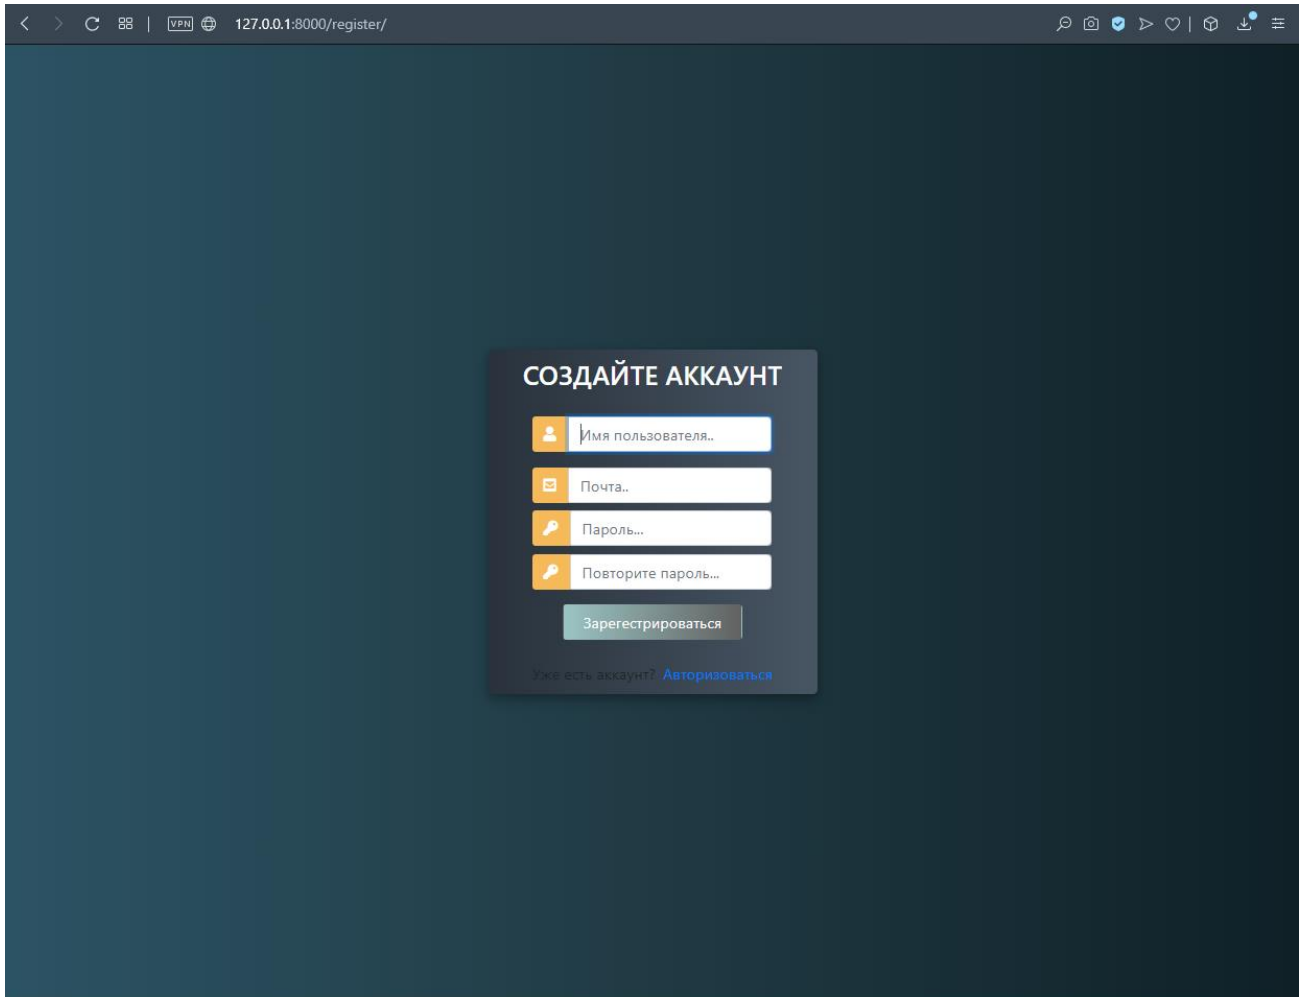 VPN 127.0.0.1:8000/register/
СОЗДАЙТЕ АККАУНТ
Имя пользователя..
Почта..
Пароль...
Повторите пароль...
Зарегестрироваться
Уже есть аккаунт? Авторизоваться